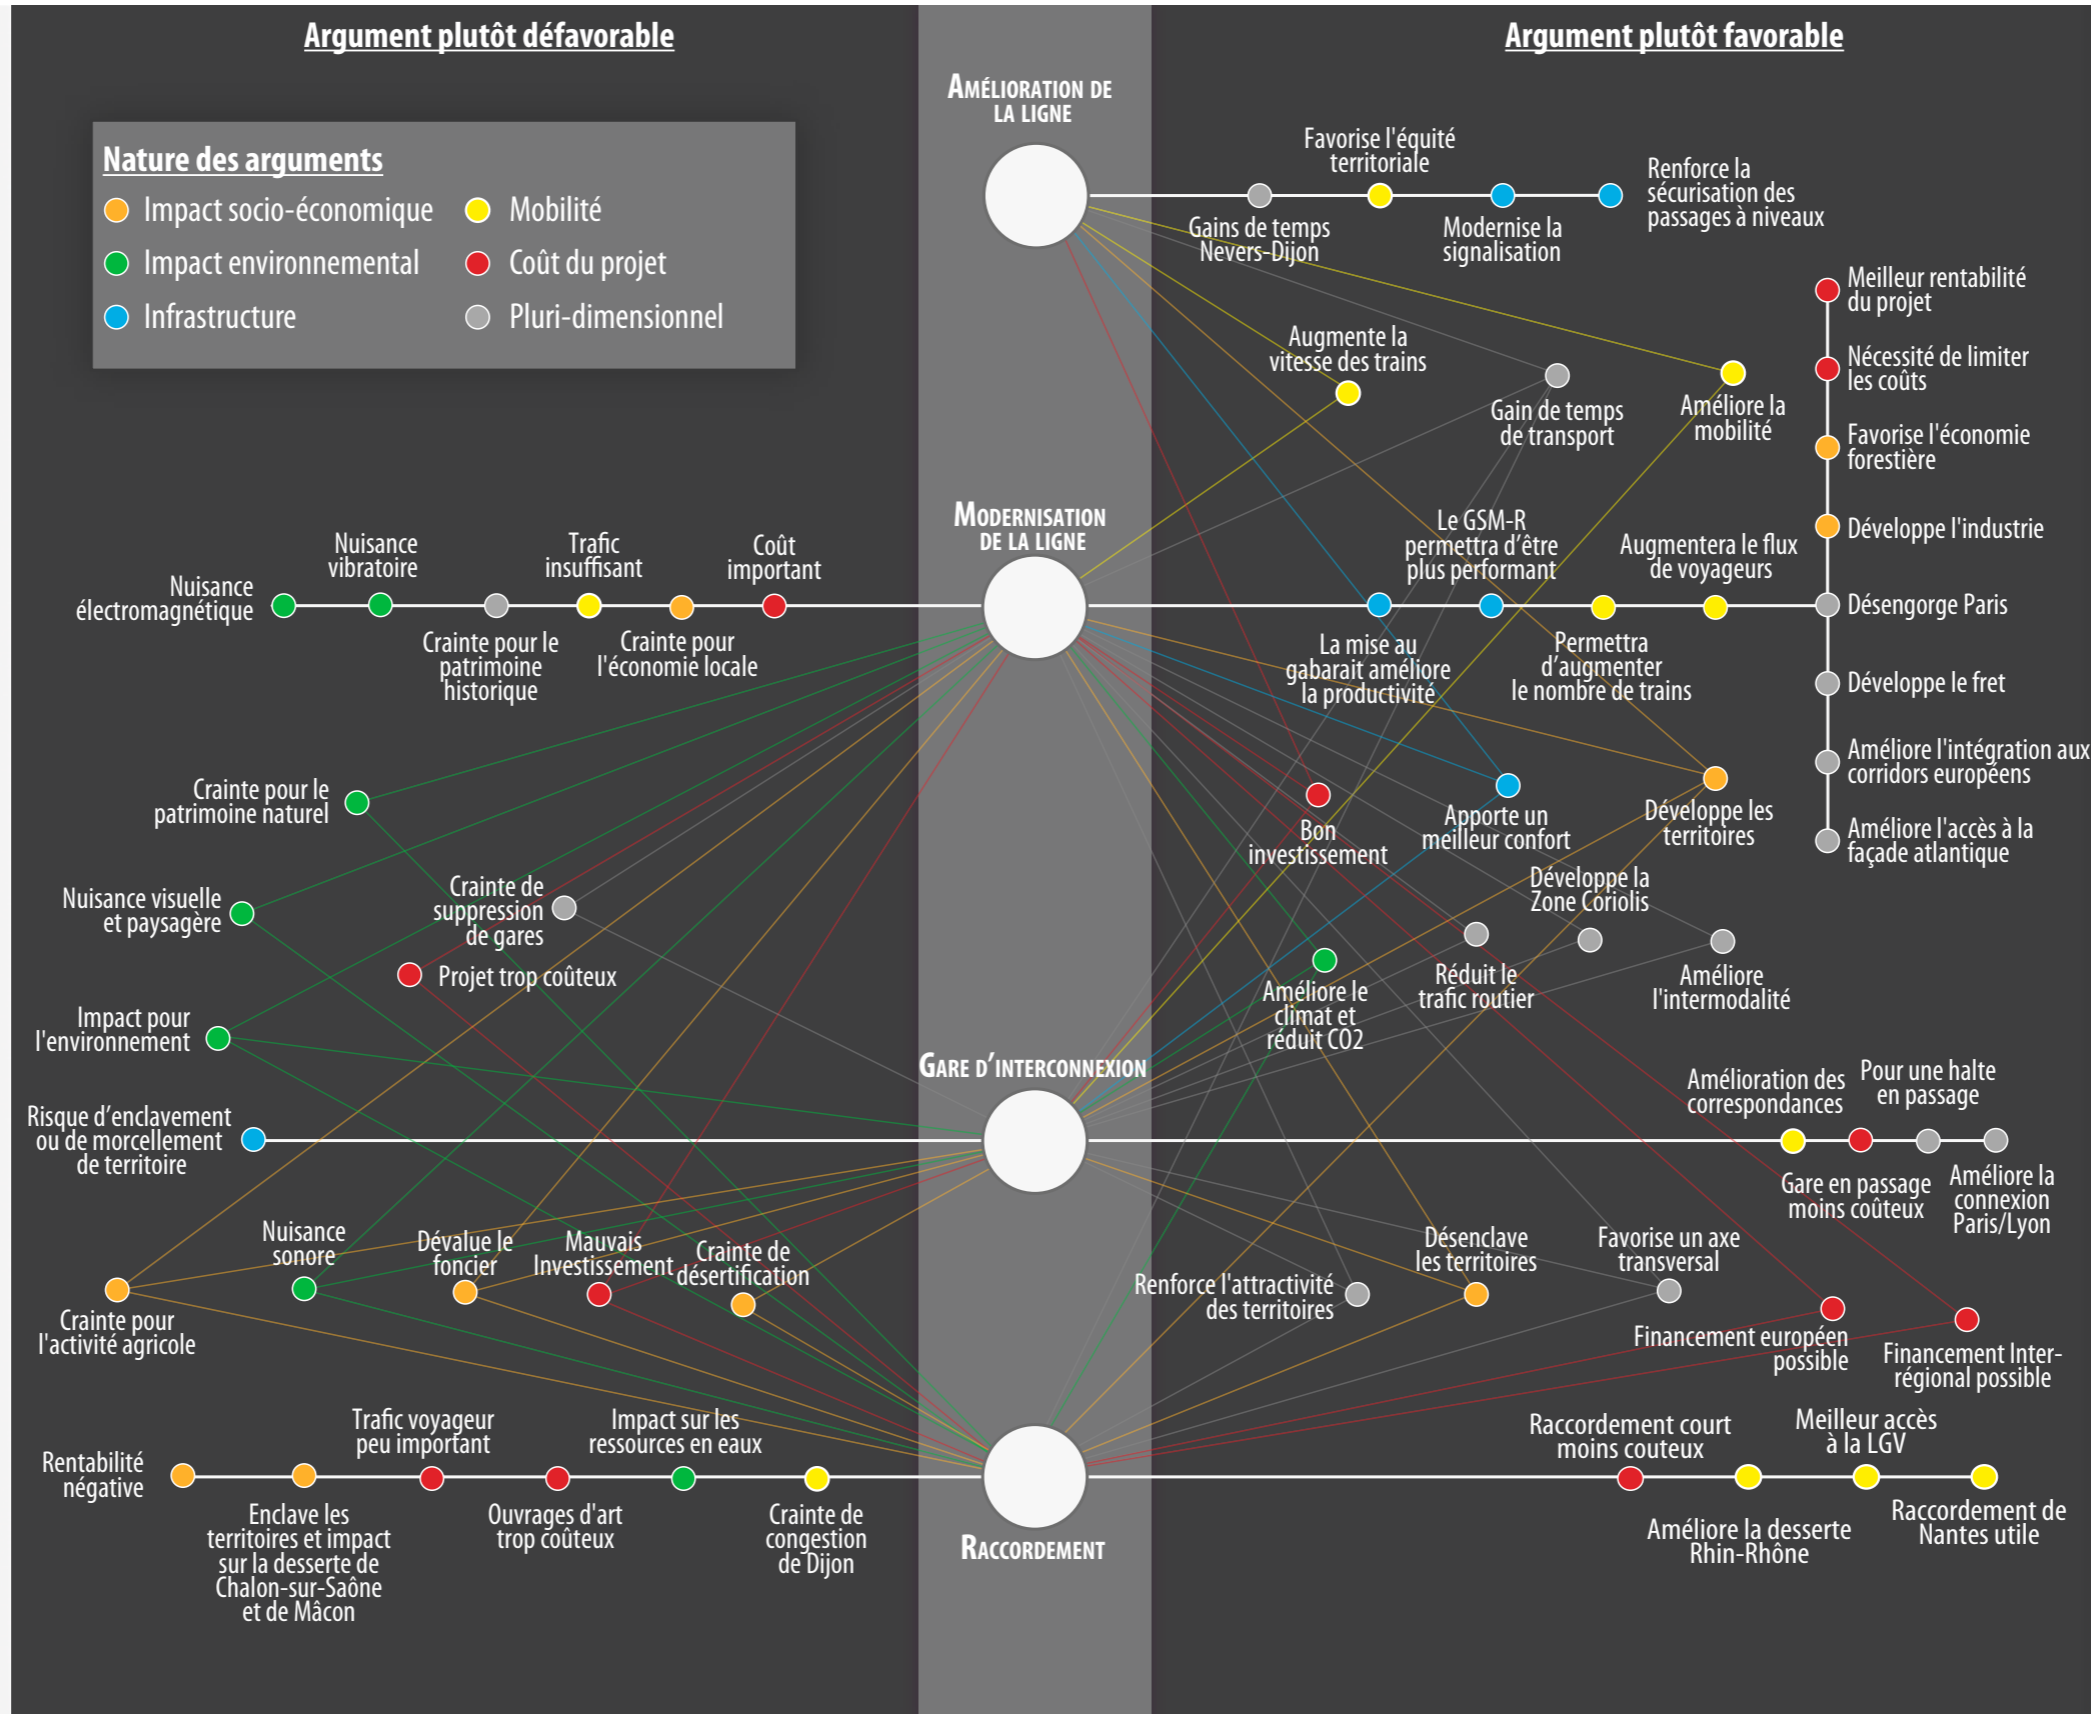 Argument plutôt défavorable
Argument plutôt favorable
Nature des arguments
Impact socio-économique
Mobilité
Impact environnemental
Coût du projet
Infrastructure
Pluri-dimensionnel
AMÉLIORATION DE
LA LIGNE
Favorise l'équité
territoriale
Renforce la
sécurisation des
passages à niveaux
Gains de temps
Nevers-Dijon
Modernise la
signalisation
Meilleur rentabilité
du projet
Augmente la
vitesse des trains
Gain de temps
de transport
Améliore la
mobilité
Nécessité de limiter
les coûts
Favorise l'économie
forestière
Développe l'industrie
Désengorge Paris
Développe le fret
Améliore l'intégration aux
corridors européens
Améliore l'accès à la
façade atlantique
MODERNISATION
DE LA LIGNE
Nuisance
électromagnétique
Nuisance
vibratoire
Crainte pour le
patrimoine
historique
Trafic
insuffisant
Crainte pour
l'économie locale
Coût
important
La mise au
gabarait améliore
la productivité
Le GSM-R
permettra d’être
plus performant
Permettra
d’augmenter
le nombre de trains
Augmentera le flux
de voyageurs
Crainte pour le
patrimoine naturel
Nuisance visuelle
et paysagère
Crainte de
suppression
de gares
Projet trop coûteux
Impact pour
l'environnement
Bon
investissement
Apporte un
meilleur confort
Développe les
territoires
Développe la
Zone Coriolis
Améliore le
climat et
réduit CO2
Réduit le
trafic routier
Améliore
l'intermodalité
GARE D’INTERCONNEXION
Risque d’enclavement
ou de morcellement
de territoire
Amélioration des
correspondances
Pour une halte
en passage
Gare en passage
moins coûteux
Améliore la
connexion
Paris/Lyon
Crainte pour
l'activité agricole
Nuisance
sonore
Dévalue le
foncier
Mauvais
Investissement
Crainte de
désertification
Renforce l'attractivité
des territoires
Désenclave
les territoires
Favorise un axe
transversal
Financement européen
possible
Financement Inter-
régional possible
Rentabilité
négative
Enclave les
territoires et impact
sur la desserte de
Chalon-sur-Saône
et de Mâcon
Trafic voyageur
peu important
Ouvrages d'art
trop coûteux
Impact sur les
ressources en eaux
Crainte de
congestion
de Dijon
RACCORDEMENT
Raccordement court
moins couteux
Améliore la desserte
Rhin-Rhône
Meilleur accès
à la LGV
Raccordement de
Nantes utile